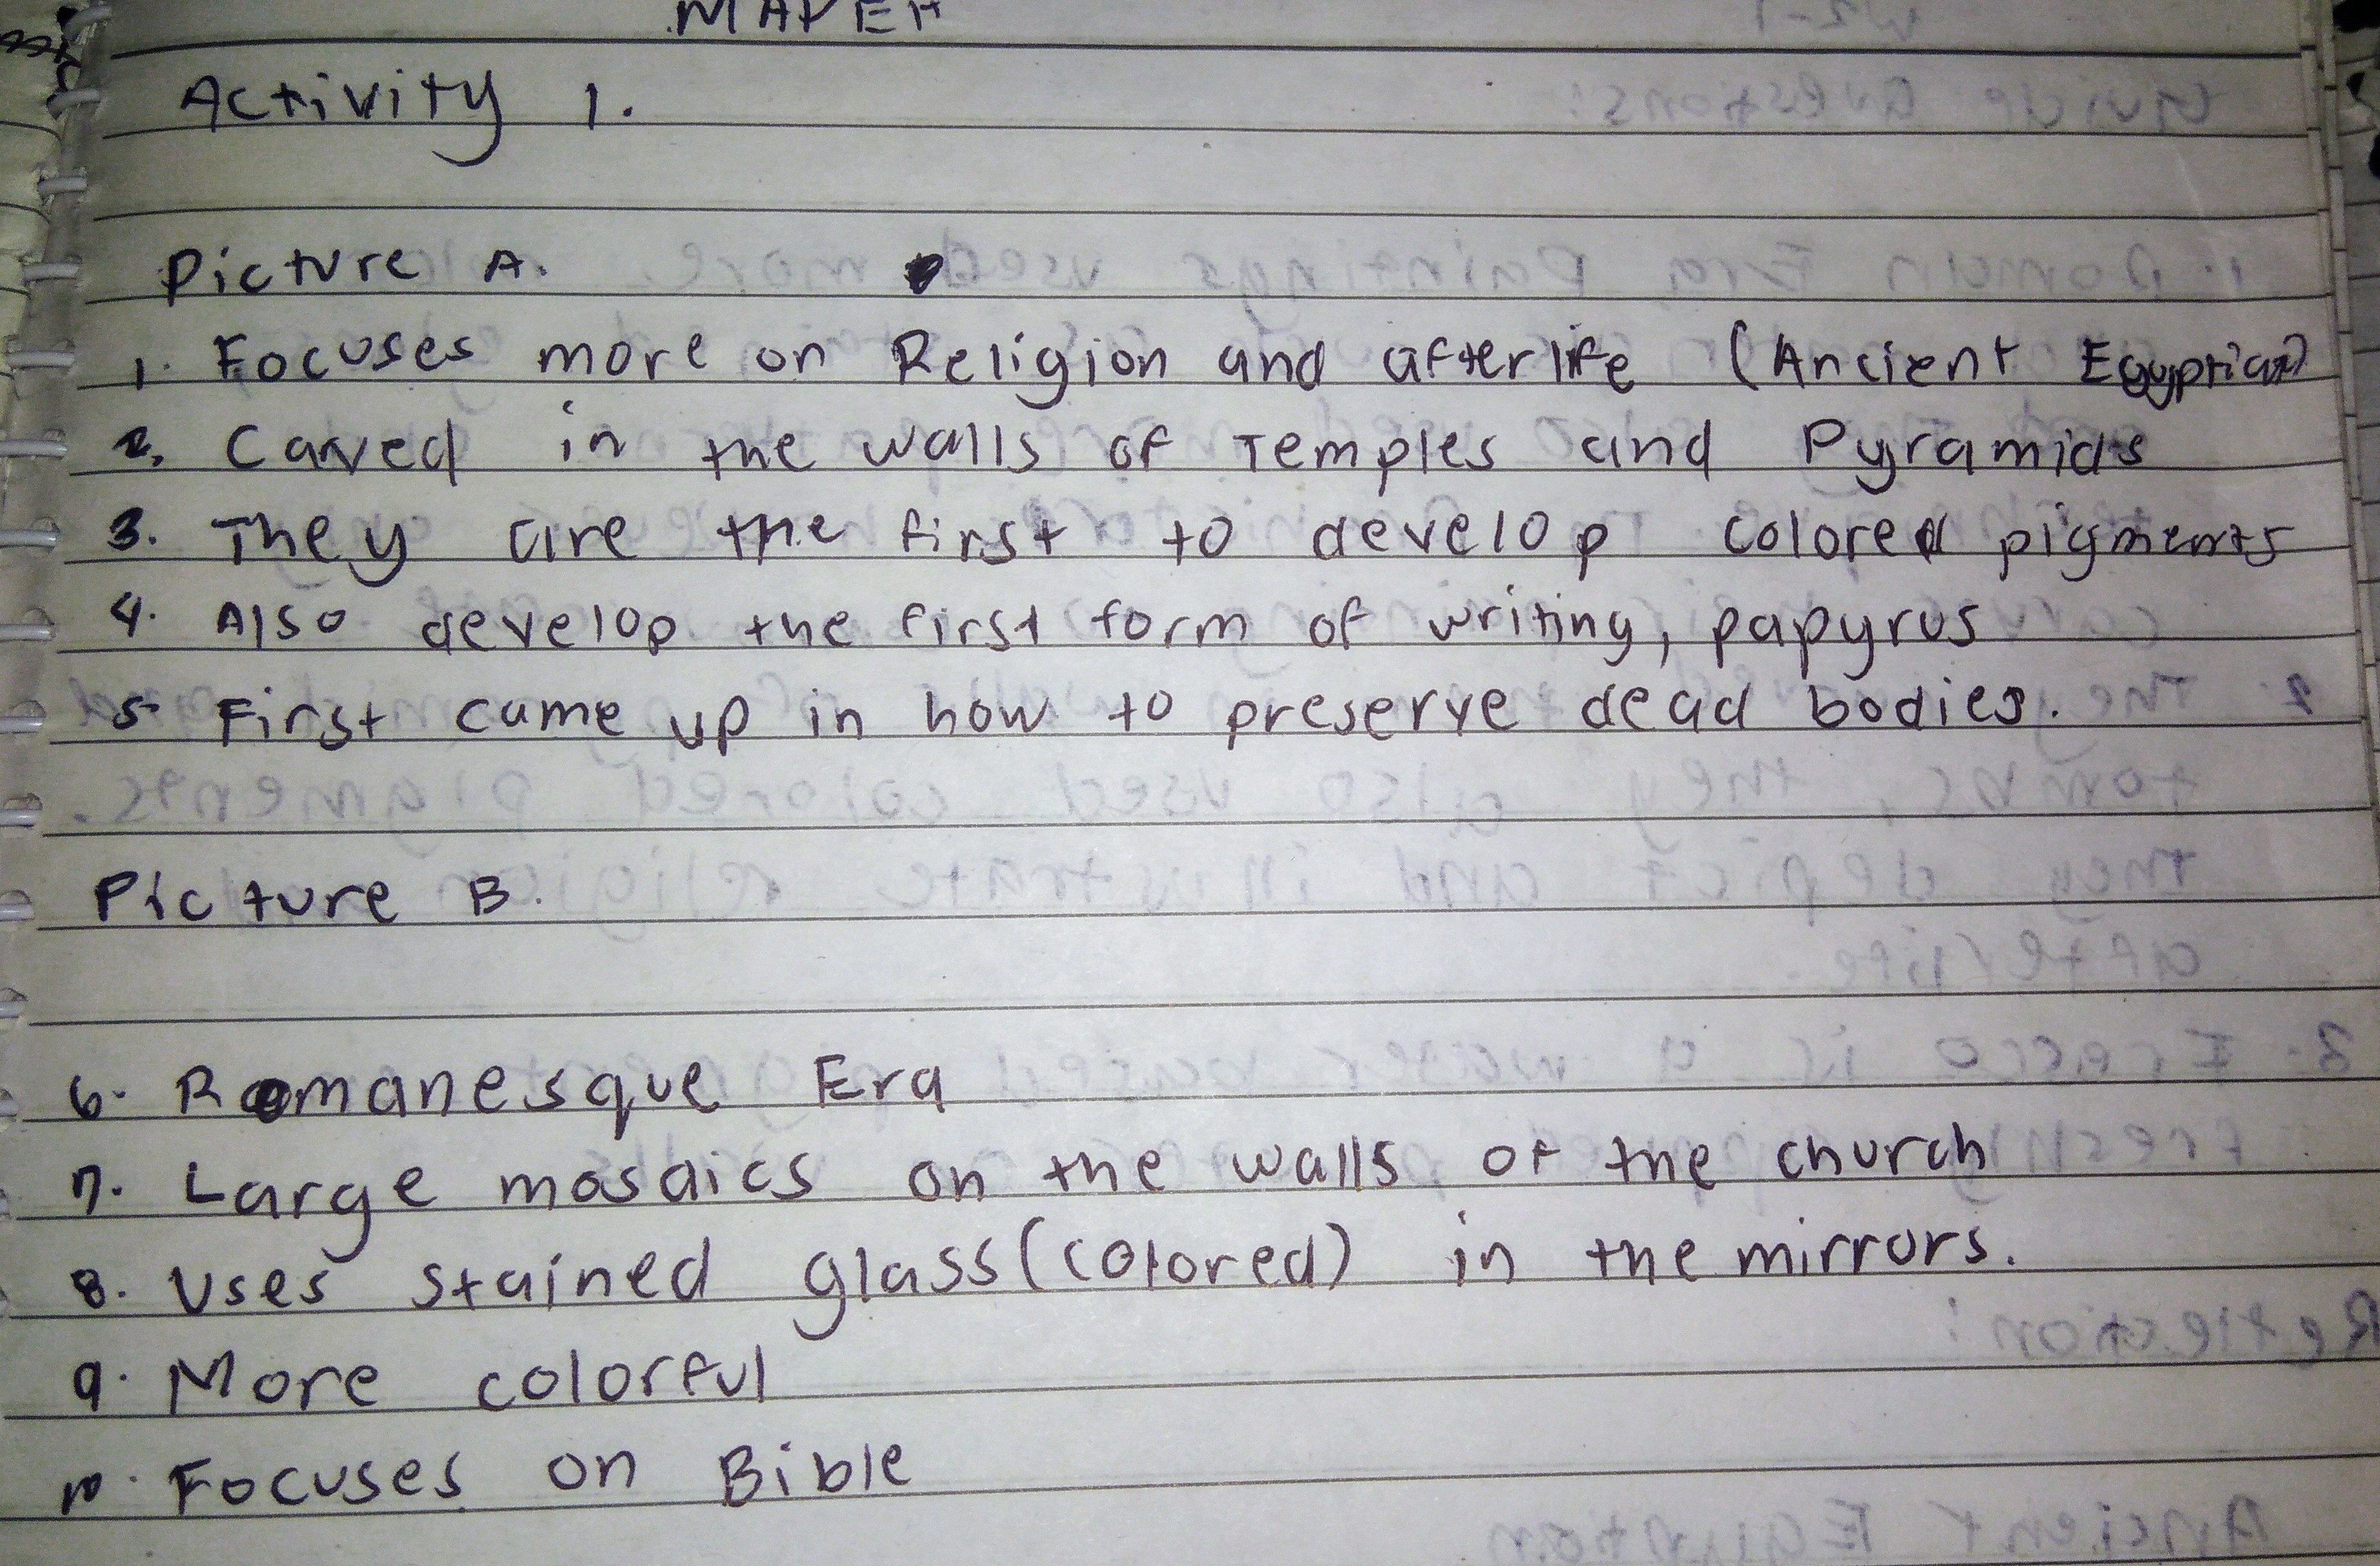 MAPEH
Activity 1.
Picture A.
1. Focuses more on Religion and afterlife (Ancient Egyptian)
2. Caved in the walls of Temples and Pyramids
3. They are the first to develop colored pigments
4. Also develop the first form of writing, papyrus
5 First came up in how to preserve dead bodies.
Picture B.
6. Romanesque Era
7. Large mosaics on the walls of the church
8. Uses stained glass (colored) in the mirrors.
9. More colorful
10. Focuses on Bible